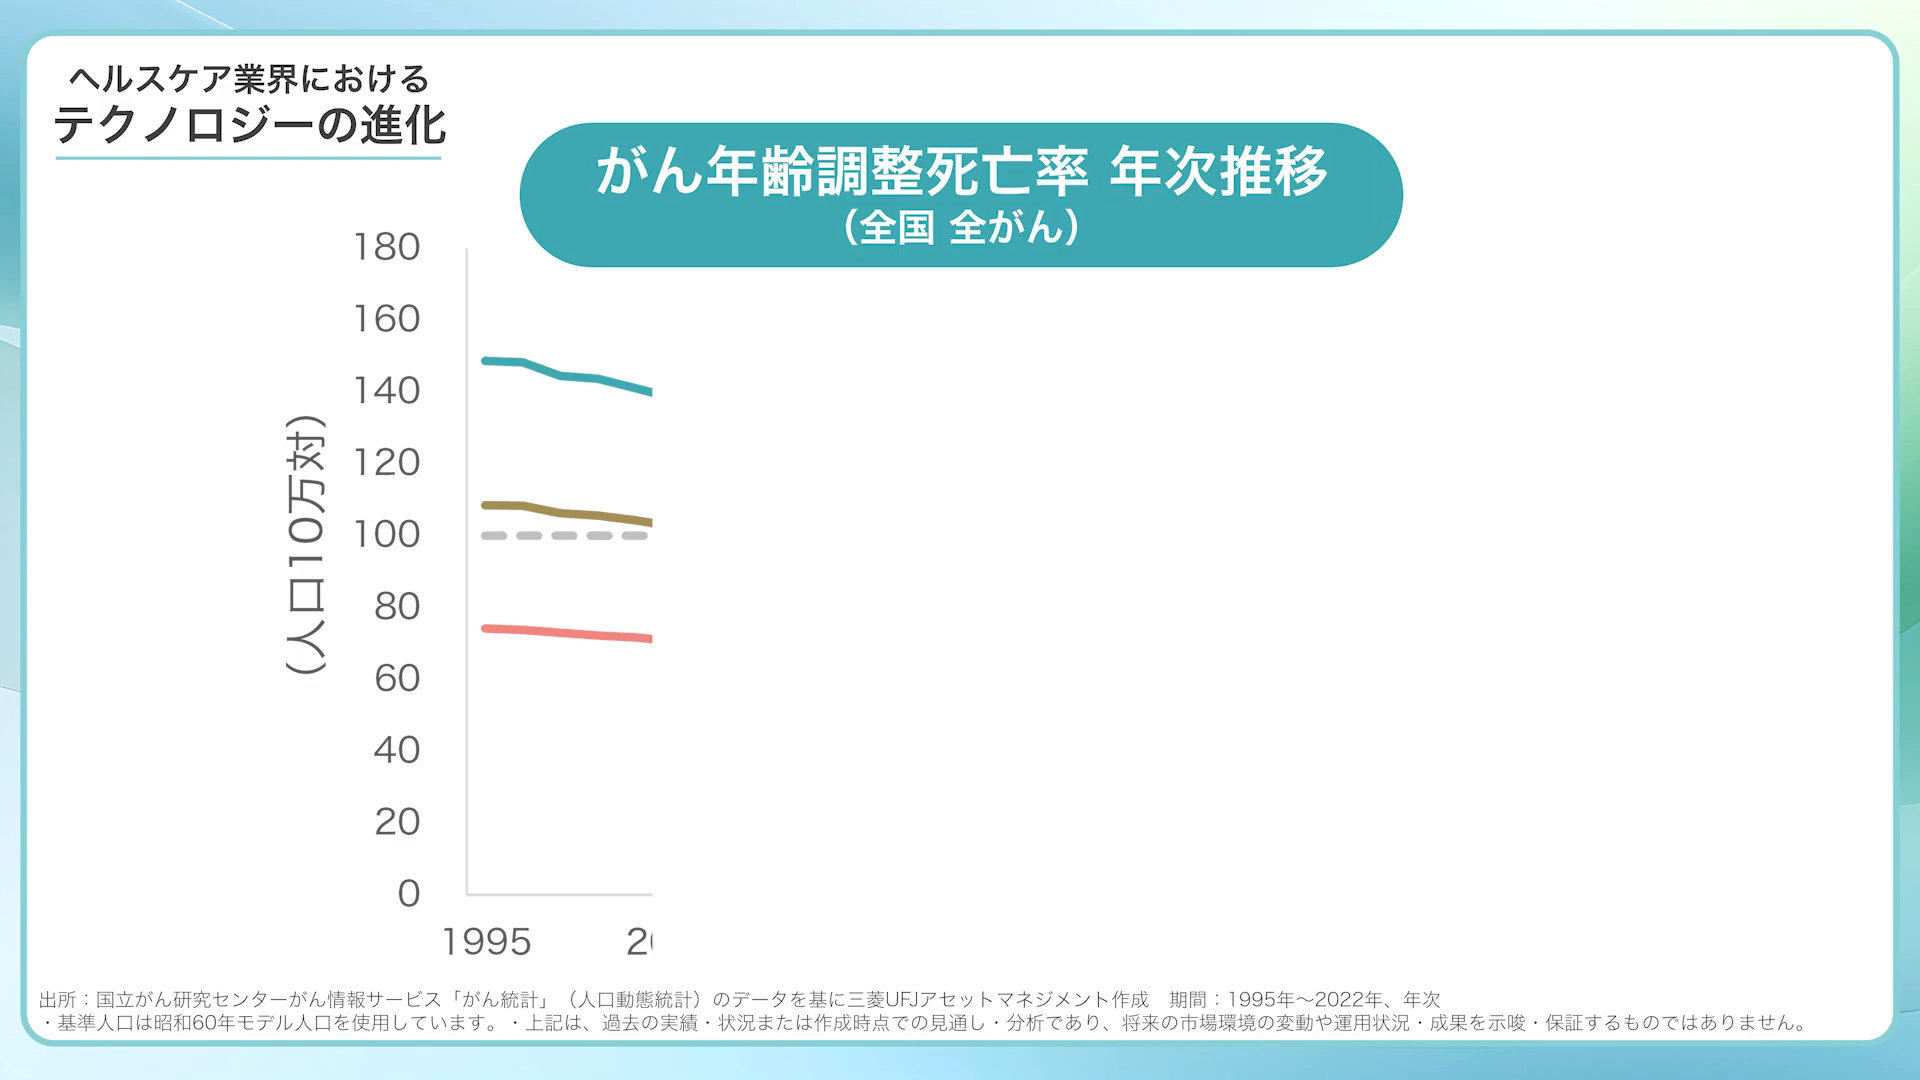 ヘルスケア業界における
テクノロジーの進化
がん年齢調整死亡率 年次推移
（全国 全がん）
（人口10万対）
180
160
140
120
100
80
60
40
20
0
1995
出所：国立がん研究センターがん情報サービス「がん統計」（人口動態統計）のデータを基に三菱UFJアセットマネジメント作成　期間：1995年～2022年、年次
・基準人口は昭和60年モデル人口を使用しています。・上記は、過去の実績・状況または作成時点での見通し・分析であり、将来の市場環境の変動や運用状況・成果を示唆・保証するものではありません。